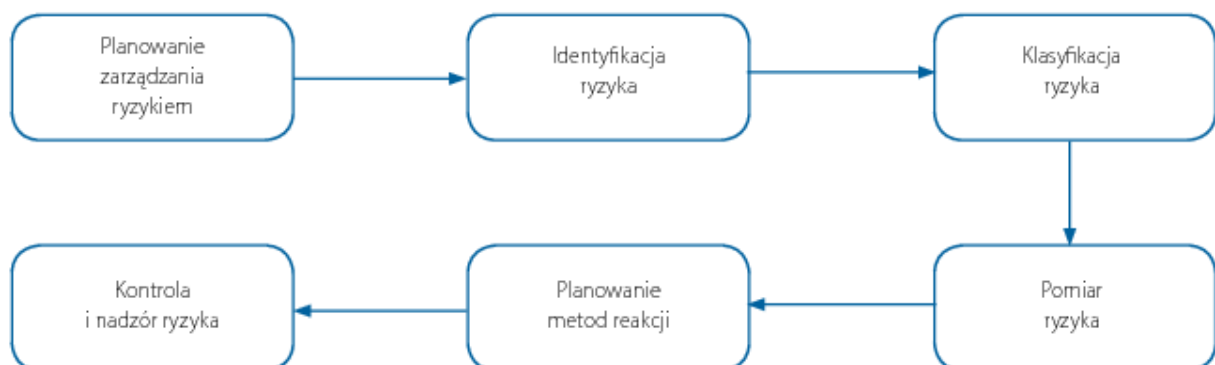 Planowanie
zarządzania
ryzykiem
Identyfikacja
ryzyka
Klasyfikacja
ryzyka
Kontrola
i nadzór ryzyka
Planowanie
metod reakcji
Pomiar
ryzyka